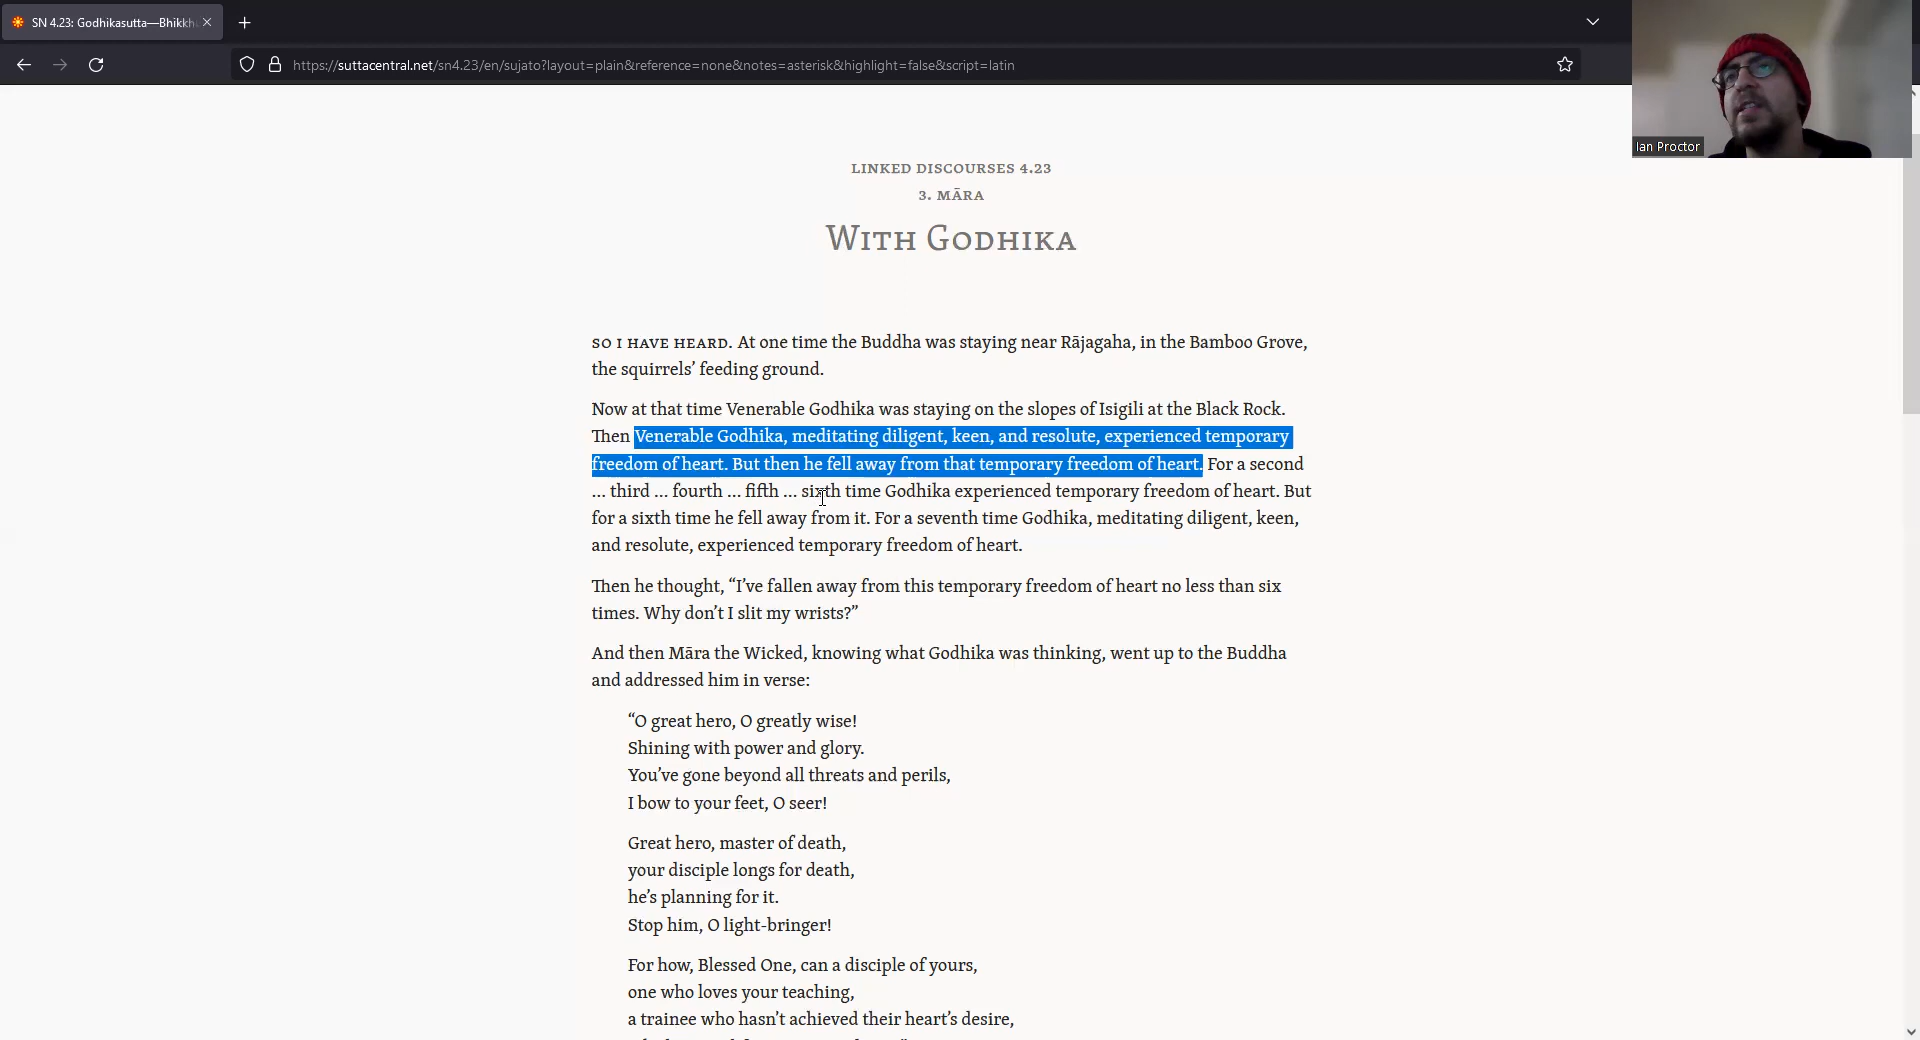 SN 4.23: Godhikasutta—Bhikkhu
https://suttacentral.net/sn4.23/en/sujato?layout=plain&reference=none&notes=asterisk&highlight=false&script=latin
Ian Proctor
LINKED DISCOURSES 4.23
3. MĀRA
WITH GODHIKA
SO I HAVE HEARD. At one time the Buddha was staying near Rājagaha, in the Bamboo Grove,
the squirrels’ feeding ground.
Now at that time Venerable Godhika was staying on the slopes of Isigili at the Black Rock.
Then Venerable Godhika, meditating diligent, keen, and resolute, experienced temporary
freedom of heart. But then he fell away from that temporary freedom of heart. For a second
… third … fourth … fifth … sixth time Godhika experienced temporary freedom of heart. But
for a sixth time he fell away from it. For a seventh time Godhika, meditating diligent, keen,
and resolute, experienced temporary freedom of heart.
Then he thought, “I’ve fallen away from this temporary freedom of heart no less than six
times. Why don’t I slit my wrists?”
And then Māra the Wicked, knowing what Godhika was thinking, went up to the Buddha
and addressed him in verse:
“O great hero, O greatly wise!
Shining with power and glory.
You’ve gone beyond all threats and perils,
I bow to your feet, O seer!
Great hero, master of death,
your disciple longs for death,
he’s planning for it.
Stop him, O light-bringer!
For how, Blessed One, can a disciple of yours,
one who loves your teaching,
a trainee who hasn’t achieved their heart’s desire,